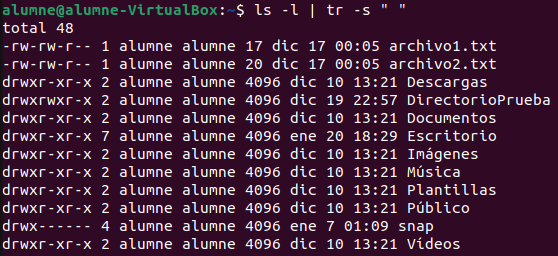 alumne@alumne-VirtualBox:~$ ls -l | tr -s " "
total 48
-rw-rw-r-- 1 alumne alumne 17 dic 17 00:05 archivo1.txt
-rw-rw-r-- 1 alumne alumne 20 dic 17 00:05 archivo2.txt
drwxr-xr-x 2 alumne alumne 4096 dic 10 13:21 Descargas
drwxrwxr-x 2 alumne alumne 4096 dic 19 22:57 DirectorioPrueba
drwxr-xr-x 2 alumne alumne 4096 dic 10 13:21 Documentos
drwxr-xr-x 7 alumne alumne 4096 ene 20 18:29 Escritorio
drwxr-xr-x 2 alumne alumne 4096 dic 10 13:21 Imágenes
drwxr-xr-x 2 alumne alumne 4096 dic 10 13:21 Música
drwxr-xr-x 2 alumne alumne 4096 dic 10 13:21 Plantillas
drwxr-xr-x 2 alumne alumne 4096 dic 10 13:21 Público
drwx------ 4 alumne alumne 4096 ene 7 01:09 snap
drwxr-xr-x 2 alumne alumne 4096 dic 10 13:21 Vídeos